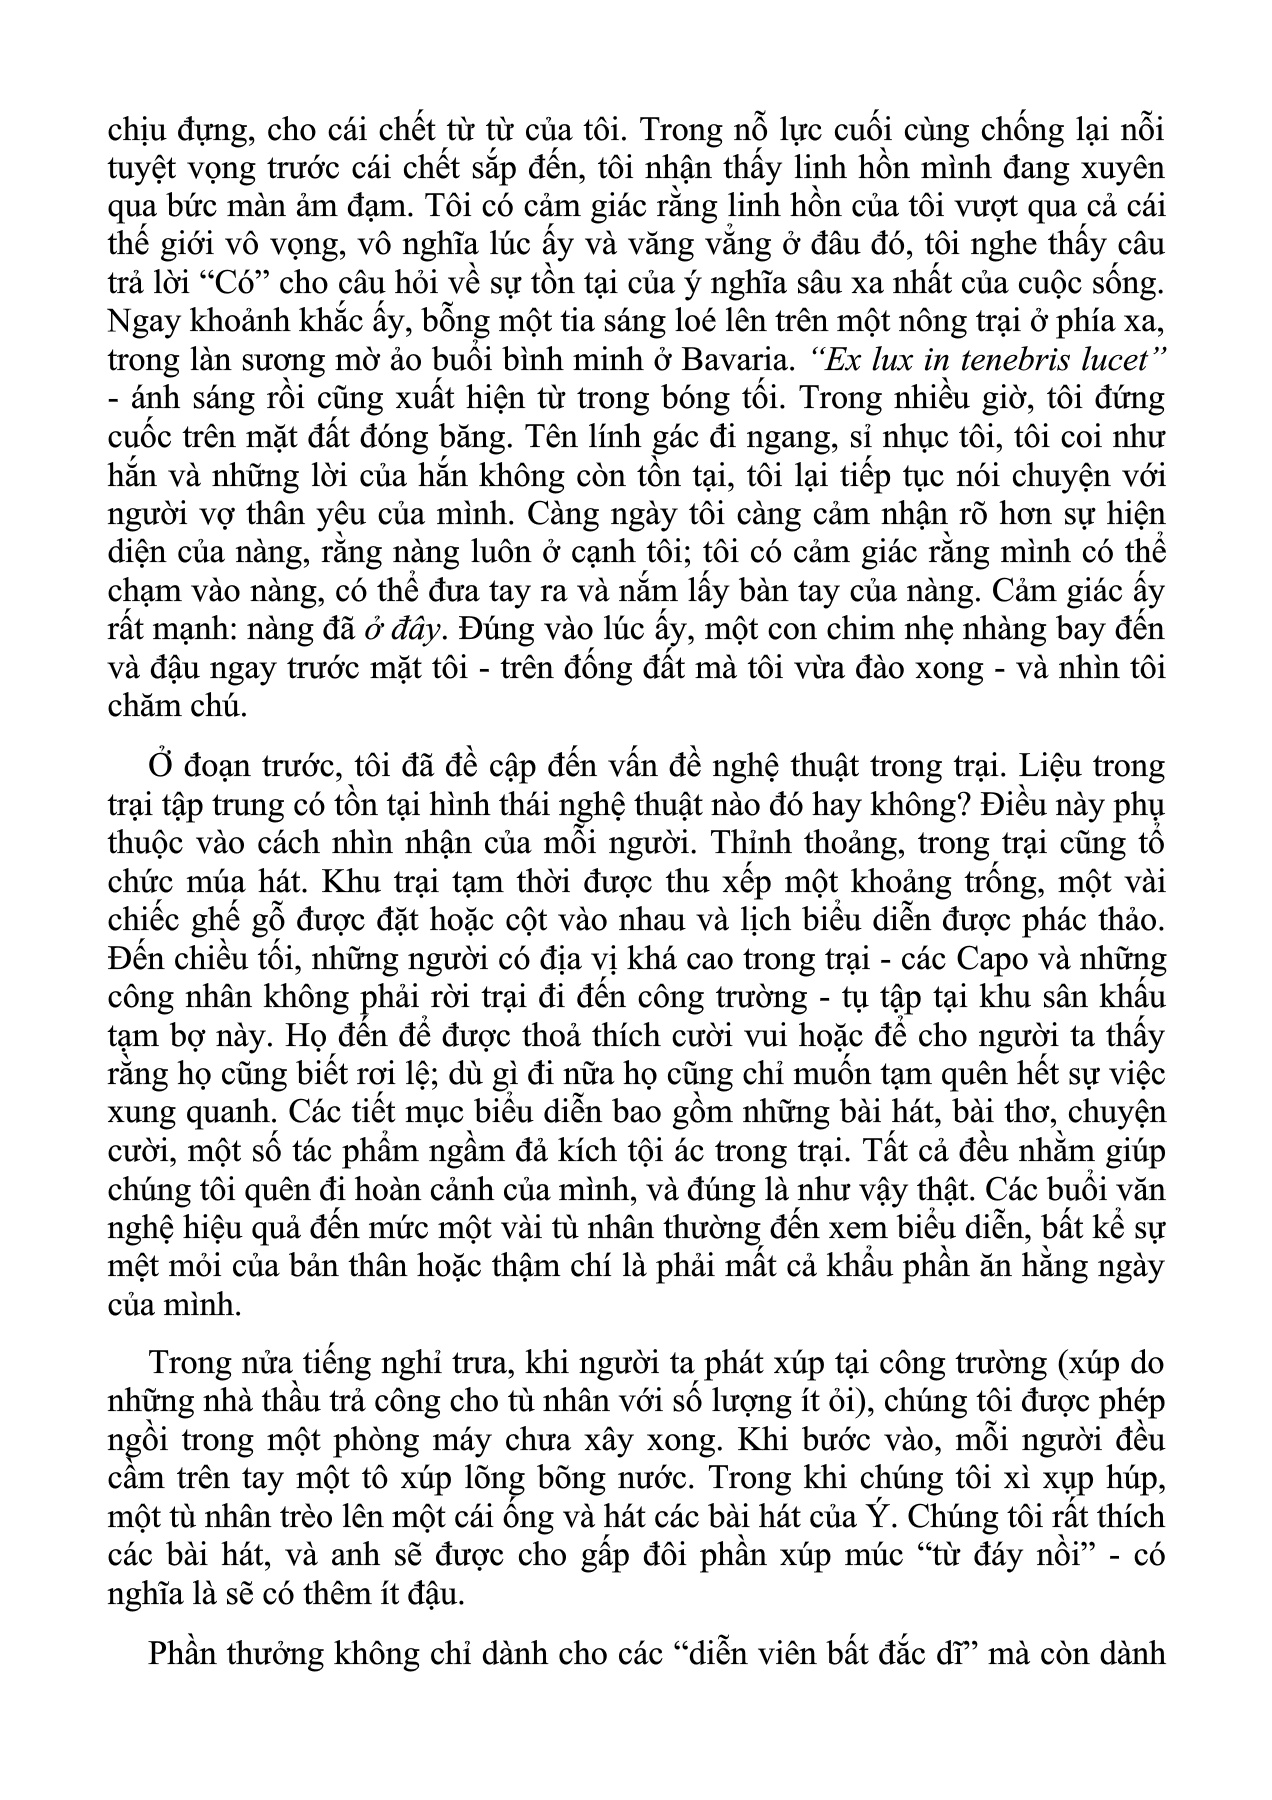 chịu đựng, cho cái chết từ từ của tôi. Trong nỗ lực cuối cùng chống lại nỗi
tuyệt vọng trước cái chết sắp đến, tôi nhận thấy linh hồn mình đang xuyên
qua bức màn ảm đạm. Tôi có cảm giác rằng linh hồn của tôi vượt qua cả cái
thế giới vô vọng, vô nghĩa lúc ấy và văng vẳng ở đâu đó, tôi nghe thấy câu
trả lời “Có” cho câu hỏi về sự tồn tại của ý nghĩa sâu xa nhất của cuộc sống.
Ngay khoảnh khắc ấy, bỗng một tia sáng loé lên trên một nông trại ở phía xa,
trong làn sương mờ ảo buổi bình minh ở Bavaria. “Ex lux in tenebris lucet”
- ánh sáng rồi cũng xuất hiện từ trong bóng tối. Trong nhiều giờ, tôi đứng
cuốc trên mặt đất đóng băng. Tên lính gác đi ngang, sỉ nhục tôi, tôi coi như
hắn và những lời của hắn không còn tồn tại, tôi lại tiếp tục nói chuyện với
người vợ thân yêu của mình. Càng ngày tôi càng cảm nhận rõ hơn sự hiện
diện của nàng, rằng nàng luôn ở cạnh tôi; tôi có cảm giác rằng mình có thể
chạm vào nàng, có thể đưa tay ra và nắm lấy bàn tay của nàng. Cảm giác ấy
rất mạnh: nàng đã ở đây. Đúng vào lúc ấy, một con chim nhẹ nhàng bay đến
và đậu ngay trước mặt tôi - trên đống đất mà tôi vừa đào xong - và nhìn tôi
chăm chú.
Ở đoạn trước, tôi đã đề cập đến vấn đề nghệ thuật trong trại. Liệu trong
trại tập trung có tồn tại hình thái nghệ thuật nào đó hay không? Điều này phụ
thuộc vào cách nhìn nhận của mỗi người. Thỉnh thoảng, trong trại cũng tổ
chức múa hát. Khu trại tạm thời được thu xếp một khoảng trống, một vài
chiếc ghế gỗ được đặt hoặc cột vào nhau và lịch biểu diễn được phác thảo.
Đến chiều tối, những người có địa vị khá cao trong trại - các Capo và những
công nhân không phải rời trại đi đến công trường - tụ tập tại khu sân khấu
tạm bợ này. Họ đến để được thoả thích cười vui hoặc để cho người ta thấy
rằng họ cũng biết rơi lệ; dù gì đi nữa họ cũng chỉ muốn tạm quên hết sự việc
xung quanh. Các tiết mục biểu diễn bao gồm những bài hát, bài thơ, chuyện
cười, một số tác phẩm ngầm đả kích tội ác trong trại. Tất cả đều nhằm giúp
chúng tôi quên đi hoàn cảnh của mình, và đúng là như vậy thật. Các buổi văn
nghệ hiệu quả đến mức một vài tù nhân thường đến xem biểu diễn, bất kể sự
mệt mỏi của bản thân hoặc thậm chí là phải mất cả khẩu phần ăn hằng ngày
của mình.
Trong nửa tiếng nghỉ trưa, khi người ta phát xúp tại công trường (xúp do
những nhà thầu trả công cho tù nhân với số lượng ít ỏi), chúng tôi được phép
ngồi trong một phòng máy chưa xây xong. Khi bước vào, mỗi người đều
cầm trên tay một tô xúp lõng bõng nước. Trong khi chúng tôi xì xụp húp,
một tù nhân trèo lên một cái ống và hát các bài hát của Ý. Chúng tôi rất thích
các bài hát, và anh sẽ được cho gấp đôi phần xúp múc “từ đáy nồi” - có
nghĩa là sẽ có thêm ít đậu.
Phần thưởng không chỉ dành cho các “diễn viên bất đắc dĩ” mà còn dành